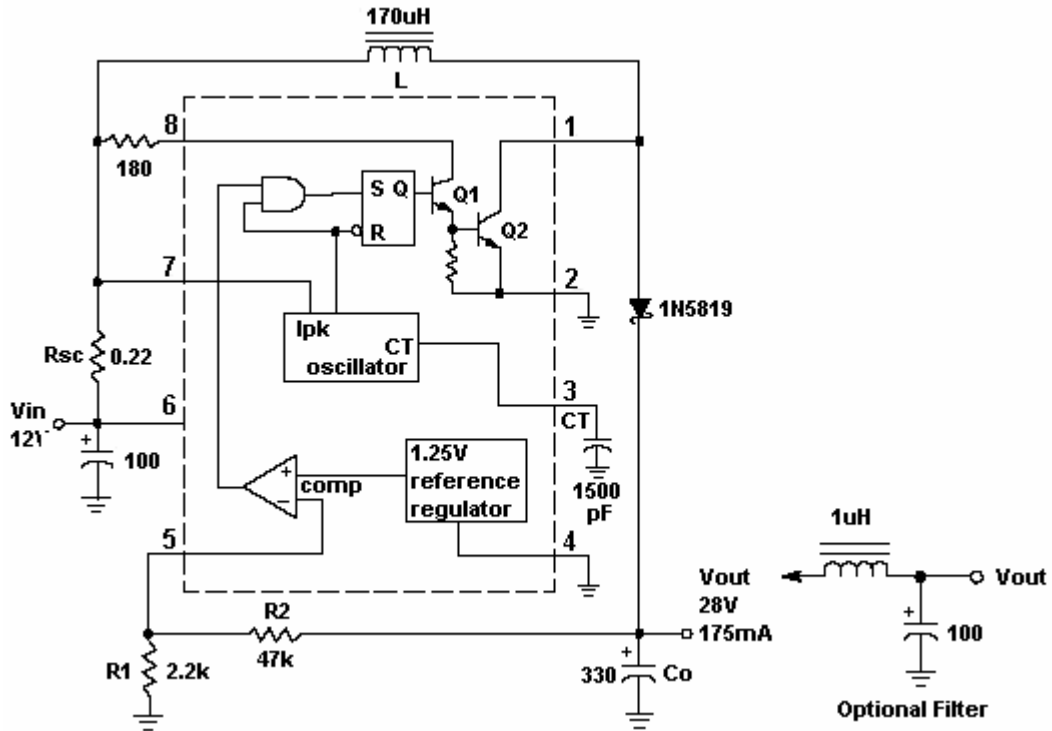 170uH
L
8
1
180
S Q
R
Q1
Q2
7
2
Ipk
CT
oscillator
1N5819
Rsc
0.22
3
CT
Vin
6
100
1.25V
reference
regulator
comp
1500
pF
5
4
1uH
Vout
28V
175mA
Vout
R2
47k
R1
2.2k
330
Co
100
Optional Filter
+
−
+
+
+